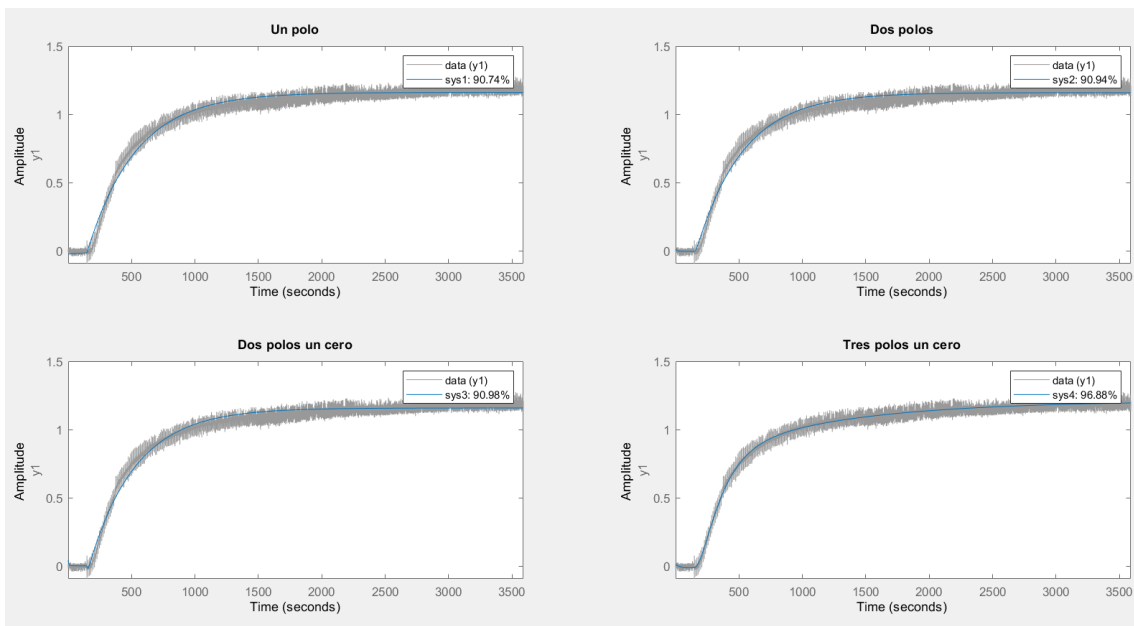 Un polo
1.5
1
0.5
0
Amplitude
y1
data (y1)
sys1: 90.74%
500 1000 1500 2000 2500 3000 3500
Time (seconds)
Dos polos
1.5
1
0.5
0
Amplitude
y1
data (y1)
sys2: 90.94%
500 1000 1500 2000 2500 3000 3500
Time (seconds)
Dos polos un cero
1.5
1
0.5
0
Amplitude
y1
data (y1)
sys3: 90.98%
500 1000 1500 2000 2500 3000 3500
Time (seconds)
Tres polos un cero
1.5
1
0.5
0
Amplitude
y1
data (y1)
sys4: 96.88%
500 1000 1500 2000 2500 3000 3500
Time (seconds)